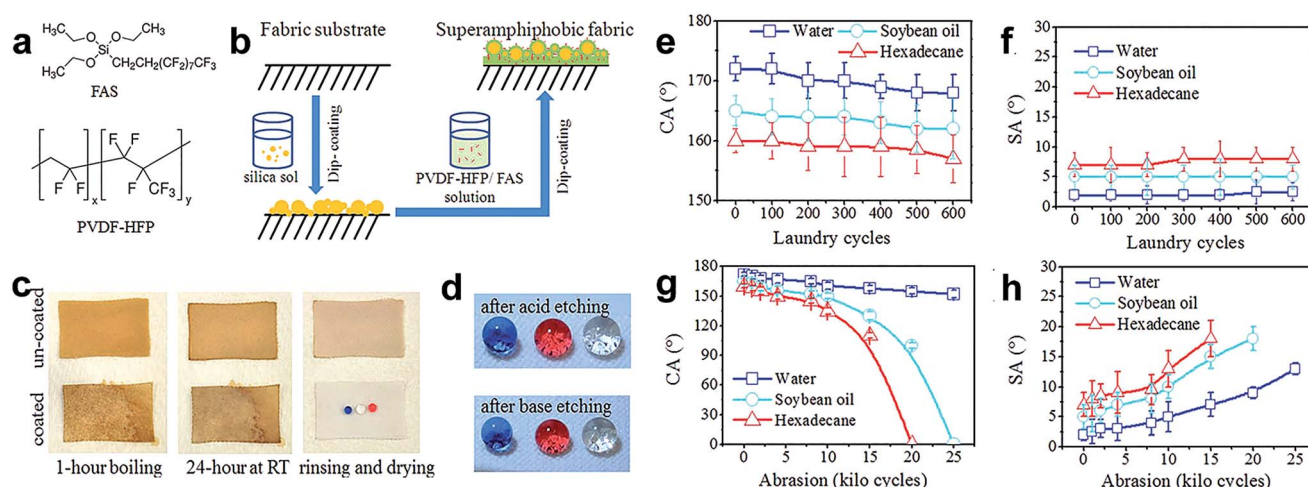 a
O
CH₃
O
Si
O
CH₃
CH₂CH₂(CF₂)₇CF₃
CH₃
FAS
F
F
F
F
F
F
CF₃
F
x
y
PVDF-HFP
b
Fabric substrate
Superamphiphobic fabric
silica sol
Dip- coating
PVDF-HFP/ FAS
solution
Dip-coating
c
un-coated
coated
1-hour boiling
24-hour at RT
rinsing and drying
d
after acid etching
after base etching
e
Water
Soybean oil
Hexadecane
CA (°)
170
160
150
0 100 200 300 400 500 600
Laundry cycles
f
Water
Soybean oil
Hexadecane
SA (°)
30
25
20
15
10
5
0
0 100 200 300 400 500 600
Laundry cycles
g
Water
Soybean oil
Hexadecane
CA (°)
180
150
120
90
60
30
0
0 5 10 15 20 25
Abrasion (kilo cycles)
h
Water
Soybean oil
Hexadecane
SA (°)
30
25
20
15
10
5
0
0 5 10 15 20 25
Abrasion (kilo cycles)